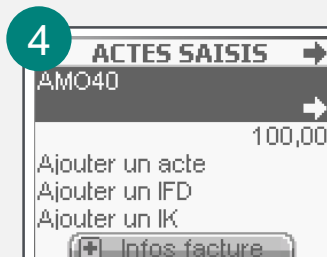 4
ACTES SAISIS
AMO40
100,00
Ajouter un acte
Ajouter un IFD
Ajouter un IK
Infos facture